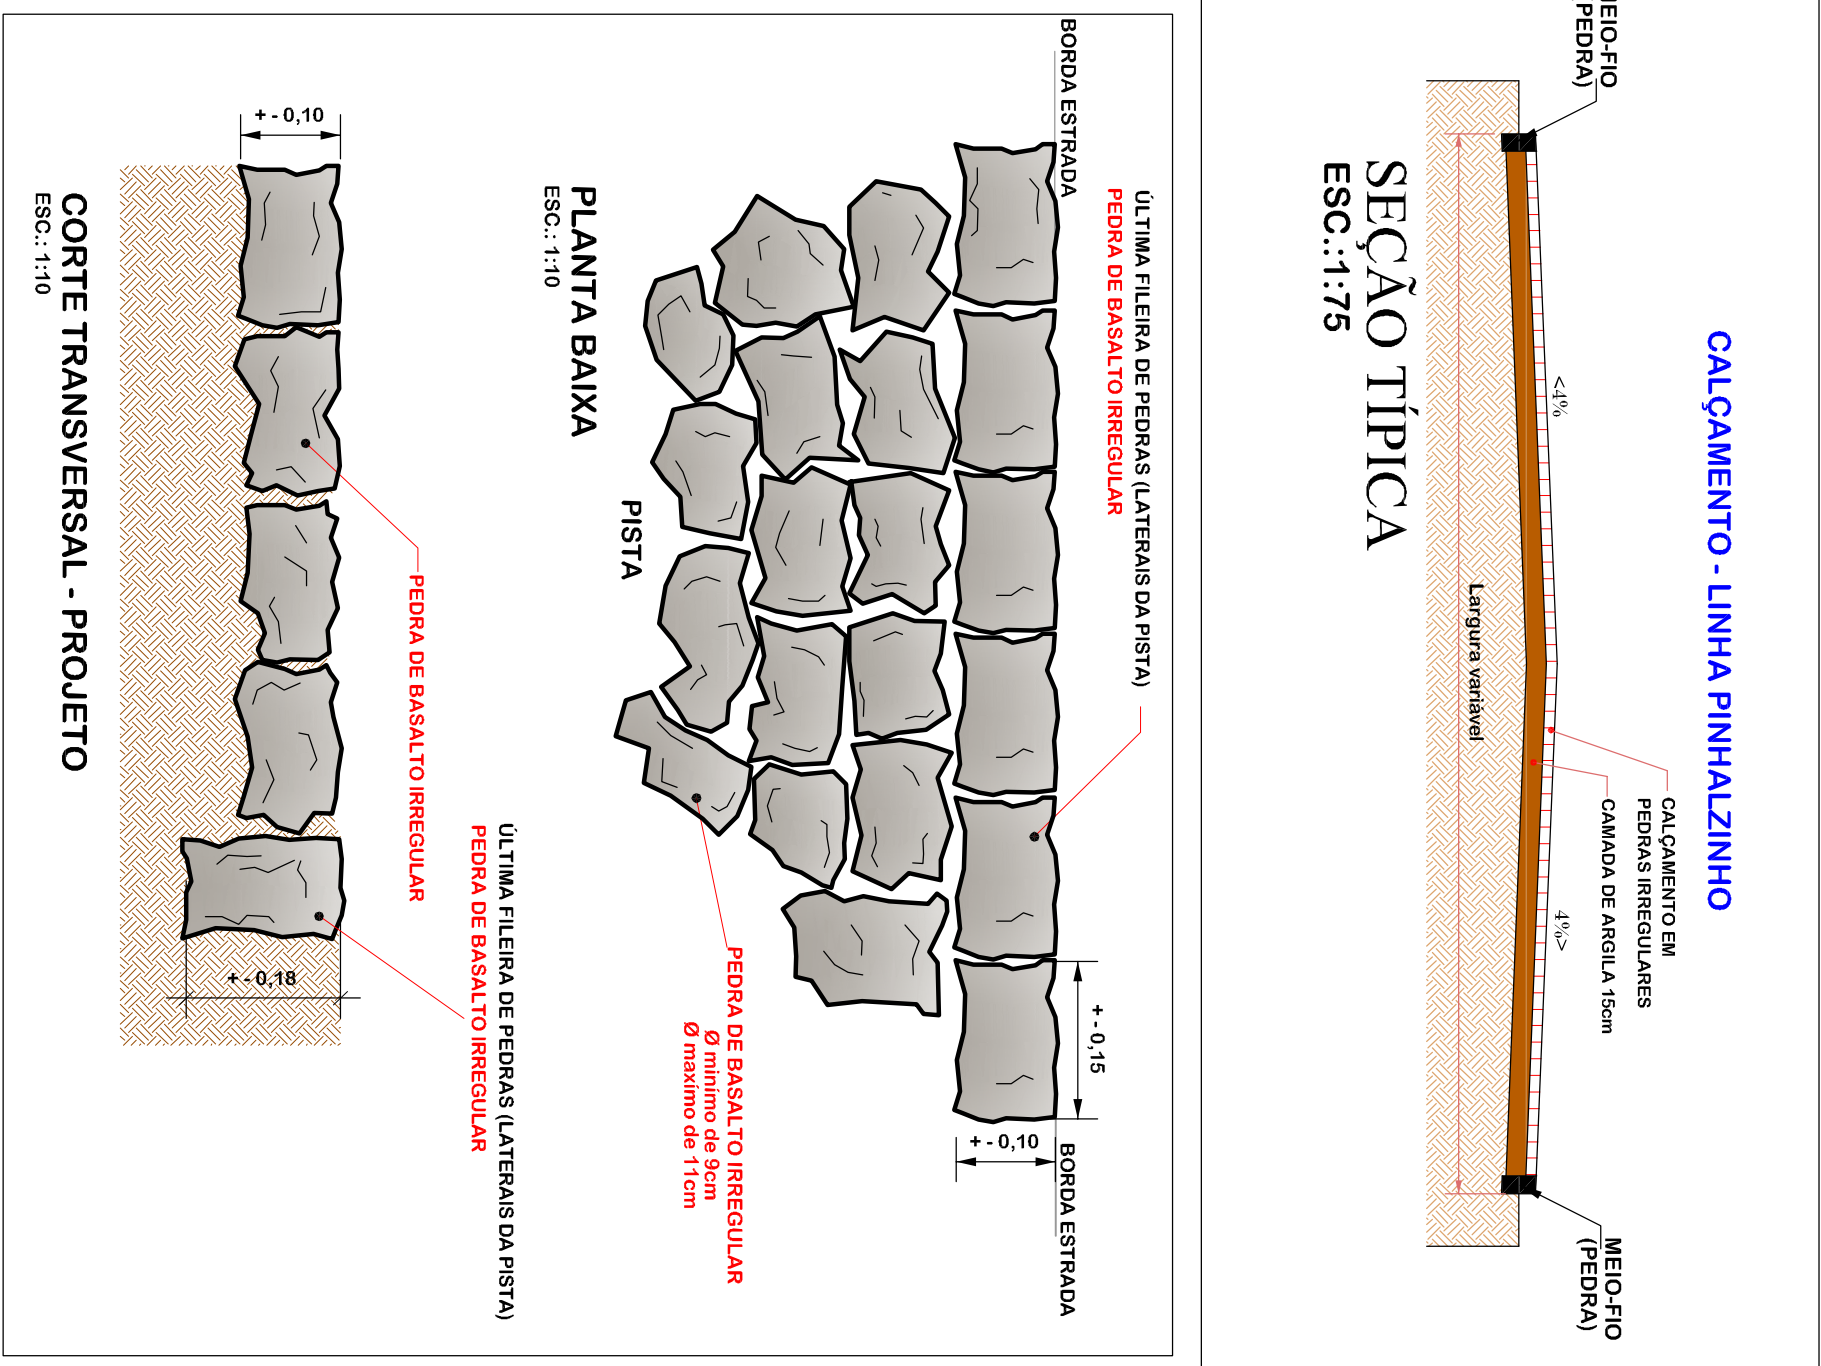 CALÇAMENTO - LINHA PINHALZINHO
MEIO-FIO
(PEDRA)
<4%
4%>
CALÇAMENTO EM
PEDRAS IRREGULARES
CAMADA DE ARGILA 15cm
MEIO-FIO
(PEDRA)
Largura variável
SEÇÃO TÍPICA
ESC.:1:75
ÚLTIMA FILEIRA DE PEDRAS (LATERAIS DA PISTA)
PEDRA DE BASALTO IRREGULAR
BORDA ESTRADA
+ - 0,15
+ - 0,10
BORDA ESTRADA
PISTA
PEDRA DE BASALTO IRREGULAR
Ø minímo de 9cm
Ø maxímo de 11cm
PLANTA BAIXA
ESC.: 1:10
ÚLTIMA FILEIRA DE PEDRAS (LATERAIS DA PISTA)
PEDRA DE BASALTO IRREGULAR
PEDRA DE BASALTO IRREGULAR
+ - 0,10
+ - 0,18
CORTE TRANSVERSAL - PROJETO
ESC.: 1:10